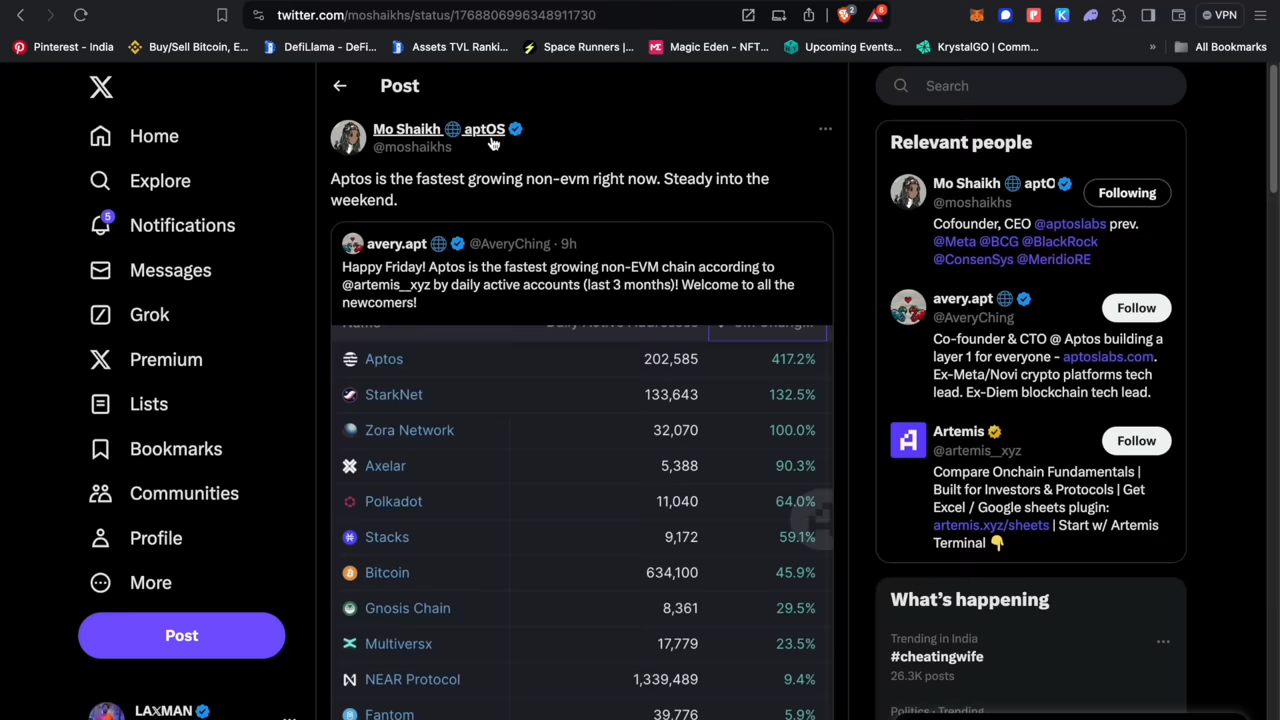 twitter.com/moshaikhs/status/1768806996348911730
2
6
VPN
Pinterest - India
Buy/Sell Bitcoin, E...
DefiLlama - DeFi...
Assets TVL Ranki...
Space Runners |...
Magic Eden - NFT...
Upcoming Events...
KrystalGO | Comm...
»
All Bookmarks
Home
Explore
5
Notifications
Messages
Grok
Premium
Lists
Bookmarks
Communities
Profile
More
Post
LAXMAN
Post
Mo Shaikh 🌐 aptOS
@moshaikhs
Aptos is the fastest growing non-evm right now. Steady into the
weekend.
avery.apt 🌐 @AveryChing · 9h
Happy Friday! Aptos is the fastest growing non-EVM chain according to
@artemis__xyz by daily active accounts (last 3 months)! Welcome to all the
newcomers!
Name Daily Active Addresses
Aptos 202,585 417.2%
StarkNet 133,643 132.5%
Zora Network 32,070 100.0%
Axelar 5,388 90.3%
Polkadot 11,040 64.0%
Stacks 9,172 59.1%
Bitcoin 634,100 45.9%
Gnosis Chain 8,361 29.5%
Multiversx 17,779 23.5%
NEAR Protocol 1,339,489 9.4%
Fantom 39,776 5.9%
Search
Relevant people
Mo Shaikh 🌐 aptO
@moshaikhs
Following
Cofounder, CEO @aptoslabs prev.
@Meta @BCG @BlackRock
@ConsenSys @MeridioRE
avery.apt 🌐
@AveryChing
Follow
Co-founder & CTO @ Aptos building a
layer 1 for everyone - aptoslabs.com.
Ex-Meta/Novi crypto platforms tech
lead. Ex-Diem blockchain tech lead.
Artemis
@artemis__xyz
Follow
Compare Onchain Fundamentals |
Built for Investors & Protocols | Get
Excel / Google sheets plugin:
artemis.xyz/sheets | Start w/ Artemis
Terminal 👇
What's happening
Trending in India
#cheatingwife
26.3K posts
Politics · Trending